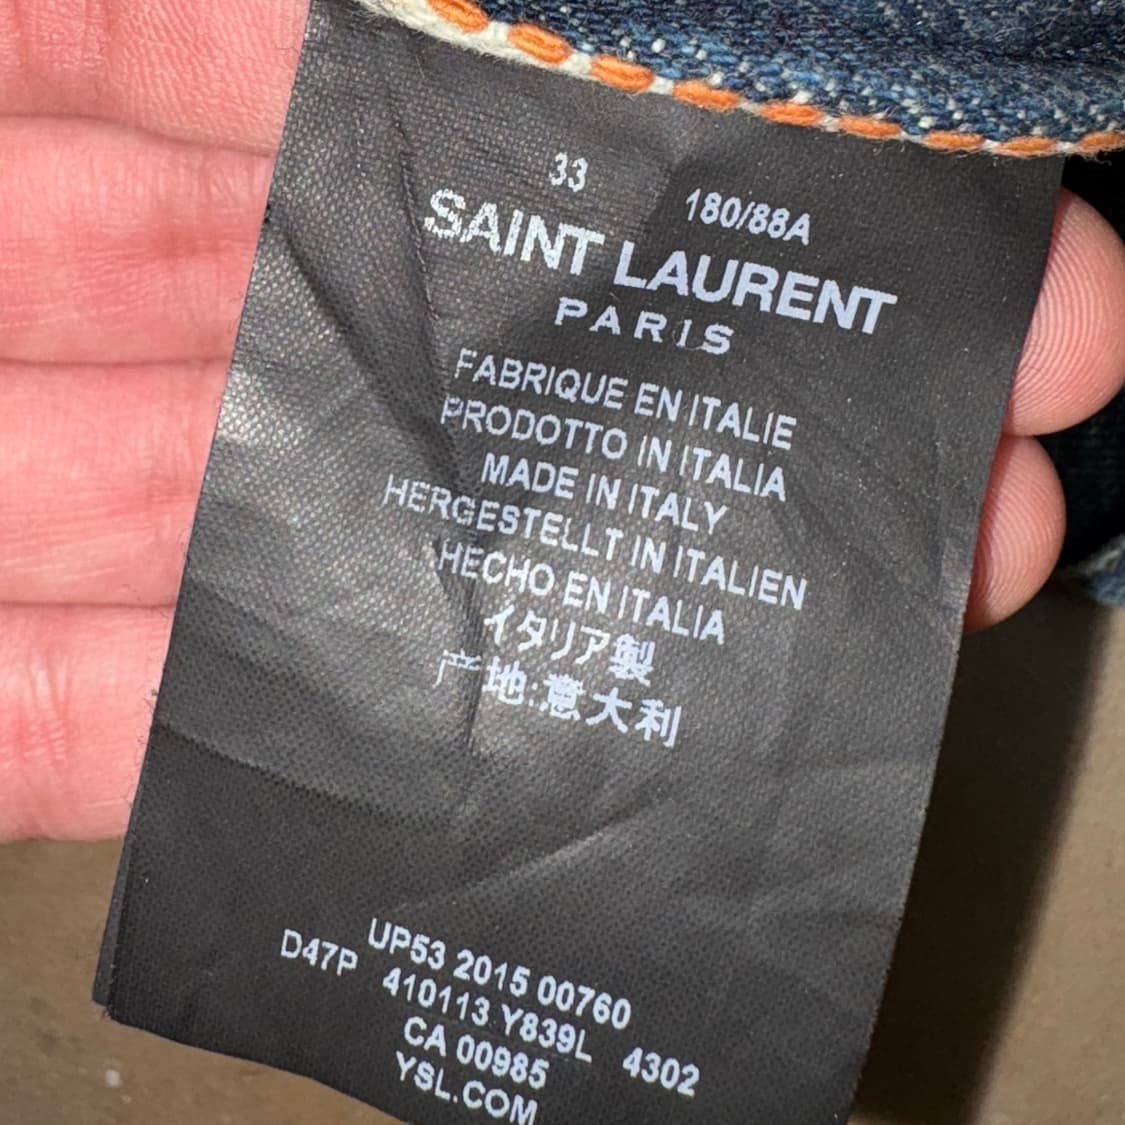 33 180/88A
SAINT LAURENT
PARIS
FABRIQUE EN ITALIE
PRODOTTO IN ITALIA
MADE IN ITALY
HERGESTELLT IN ITALIEN
HECHO EN ITALIA
イタリア製
产地:意大利
UP53 2015 00760
D47P 410113 Y839L 4302
CA 00985
YSL.COM